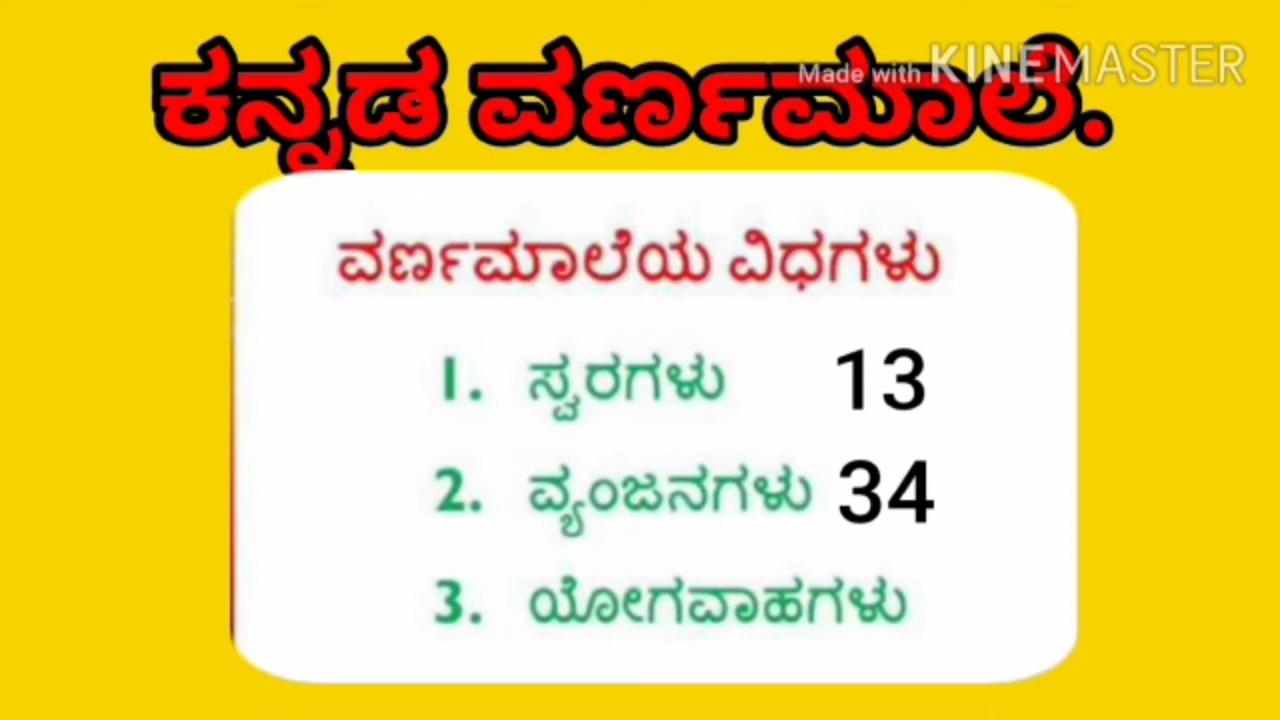 Made with KINEMASTER
ಕನ್ನಡ ವರ್ಣಮಾಲೆ.
ವರ್ಣಮಾಲೆಯ ವಿಧಗಳು
1. ಸ್ವರಗಳು 13
2. ವ್ಯಂಜನಗಳು 34
3. ಯೋಗವಾಹಗಳು